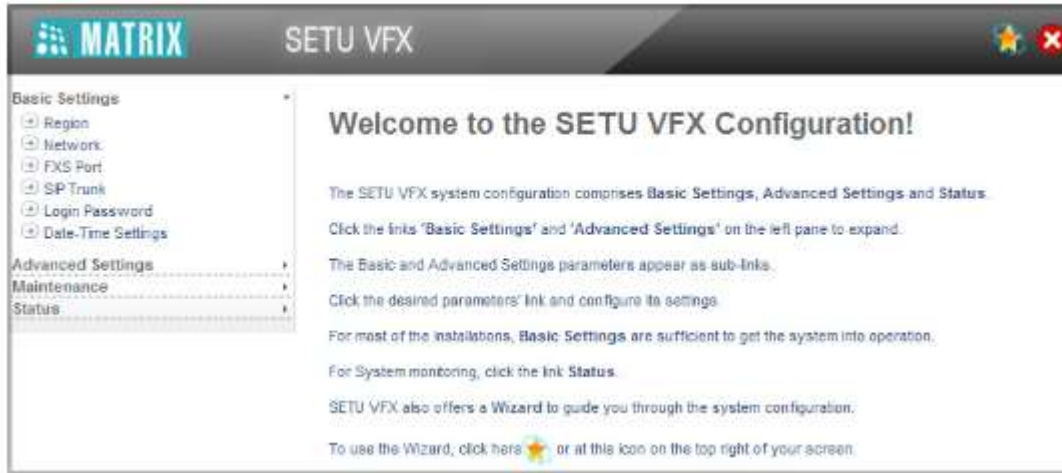 MATRIX SETU VFX
Basic Settings
Region
Network
FXS Port
SIP Trunk
Login Password
Date-Time Settings
Advanced Settings
Maintenance
Status
Welcome to the SETU VFX Configuration!
The SETU VFX system configuration comprises Basic Settings, Advanced Settings and Status.
Click the links 'Basic Settings' and 'Advanced Settings' on the left pane to expand.
The Basic and Advanced Settings parameters appear as sub-links.
Click the desired parameters' link and configure its settings.
For most of the installations, Basic Settings are sufficient to get the system into operation.
For System monitoring, click the link Status.
SETU VFX also offers a Wizard to guide you through the system configuration.
To use the Wizard, click here or at this icon on the top right of your screen.